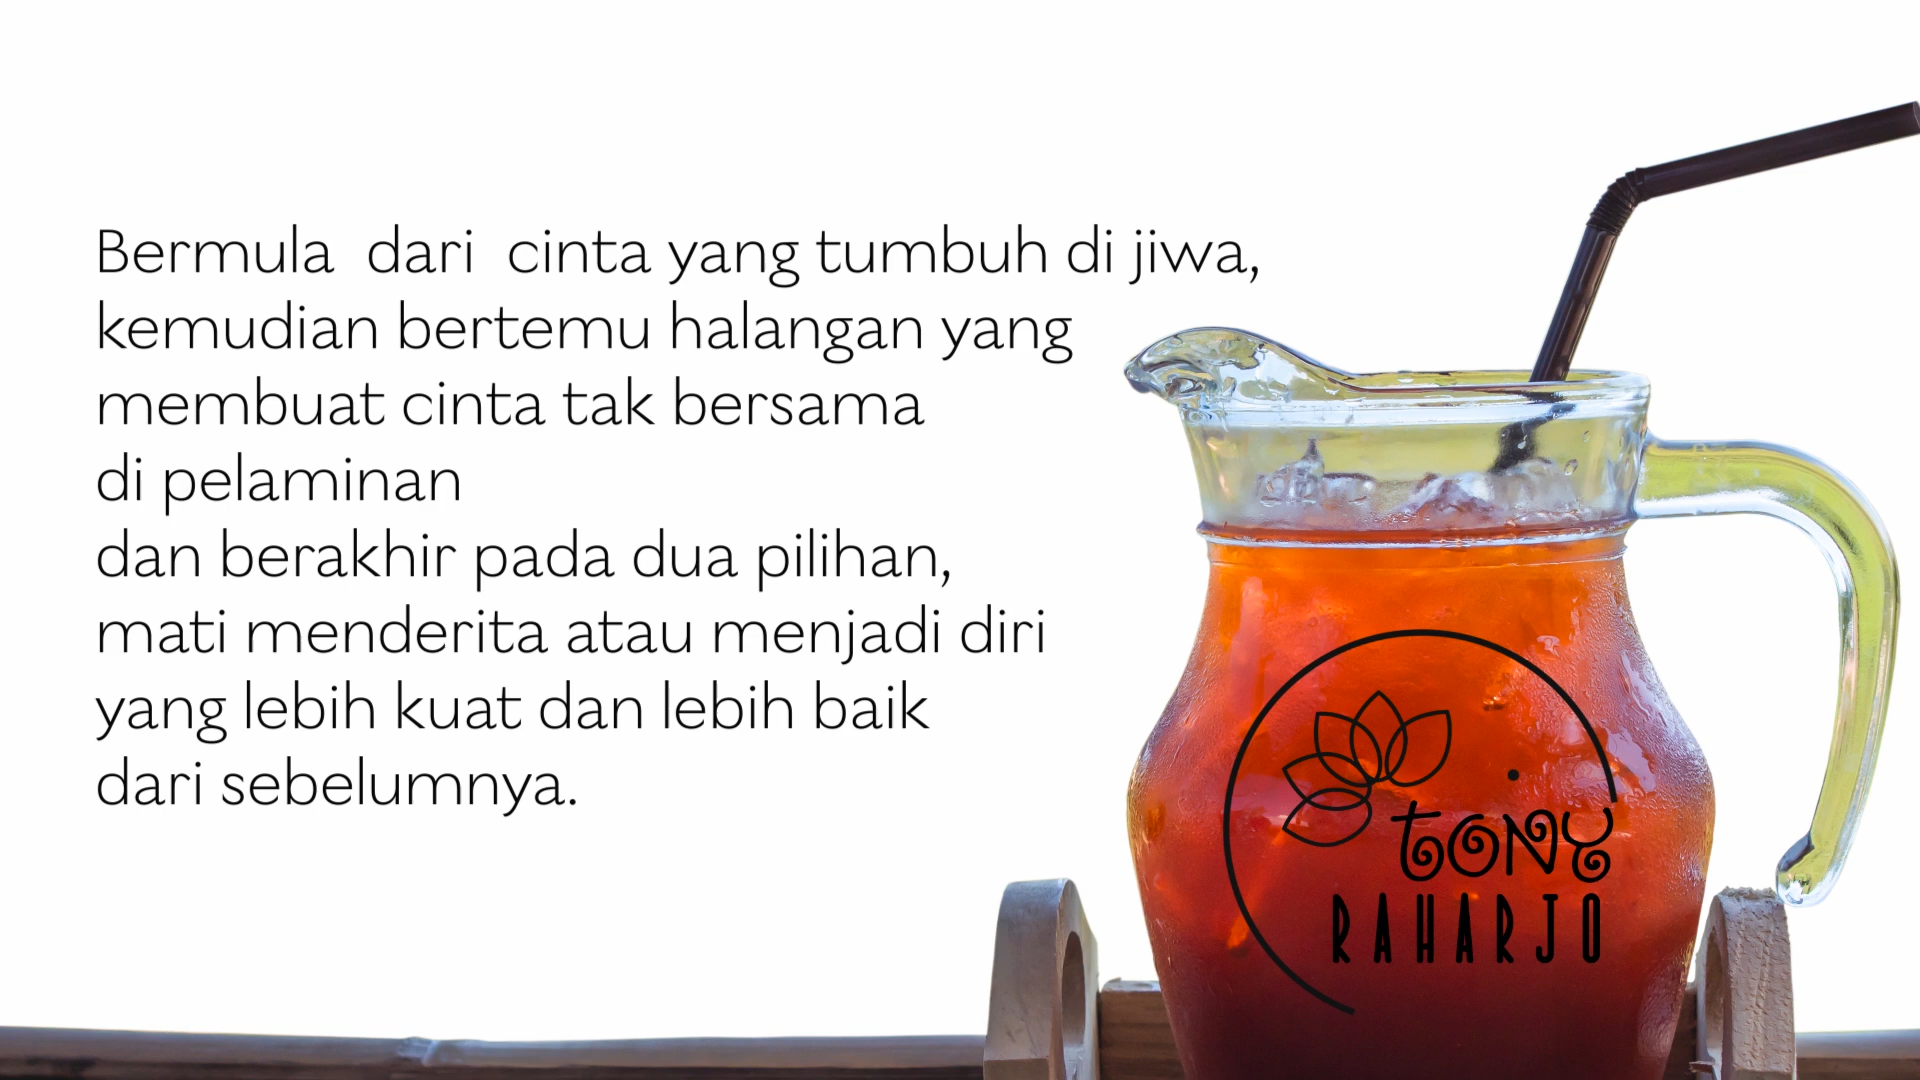 Bermula dari cinta yang tumbuh di jiwa,
kemudian bertemu halangan yang
membuat cinta tak bersama
di pelaminan
dan berakhir pada dua pilihan,
mati menderita atau menjadi diri
yang lebih kuat dan lebih baik
dari sebelumnya.
tony
RAHARJO